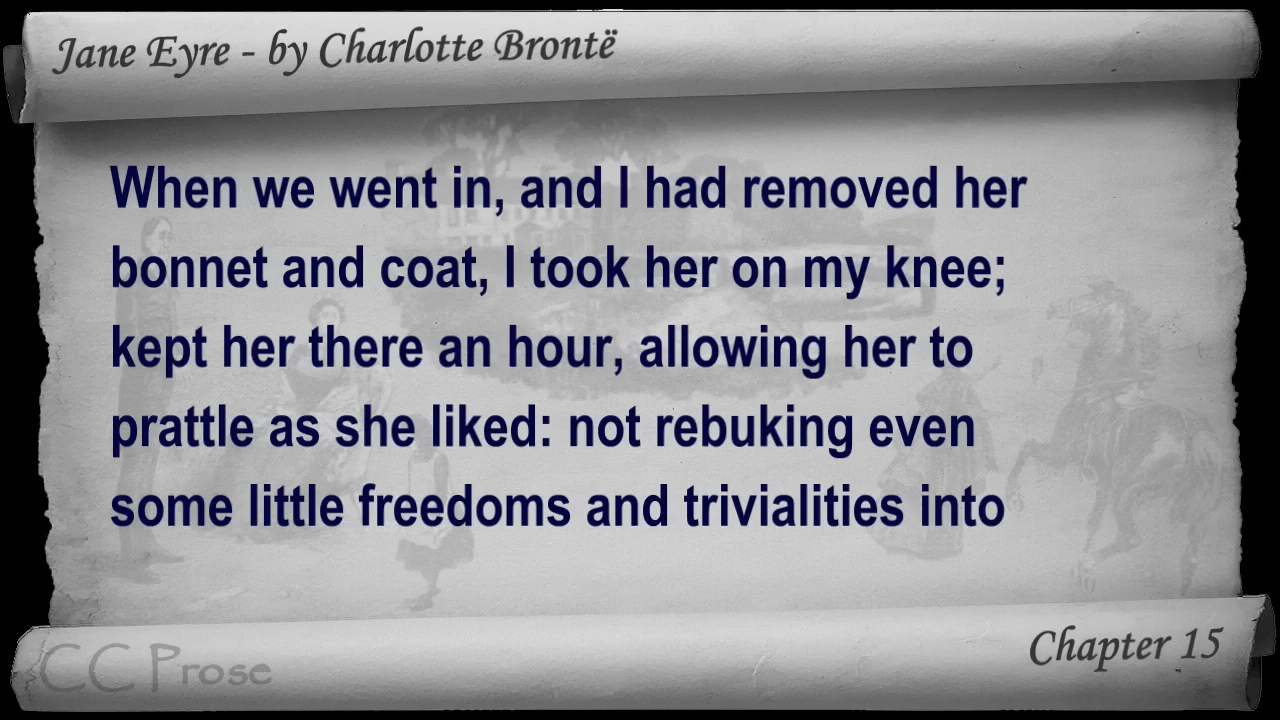 Jane Eyre - by Charlotte Brontë
When we went in, and I had removed her
bonnet and coat, I took her on my knee;
kept her there an hour, allowing her to
prattle as she liked: not rebuking even
some little freedoms and trivialities into
Chapter 15
CC Prose